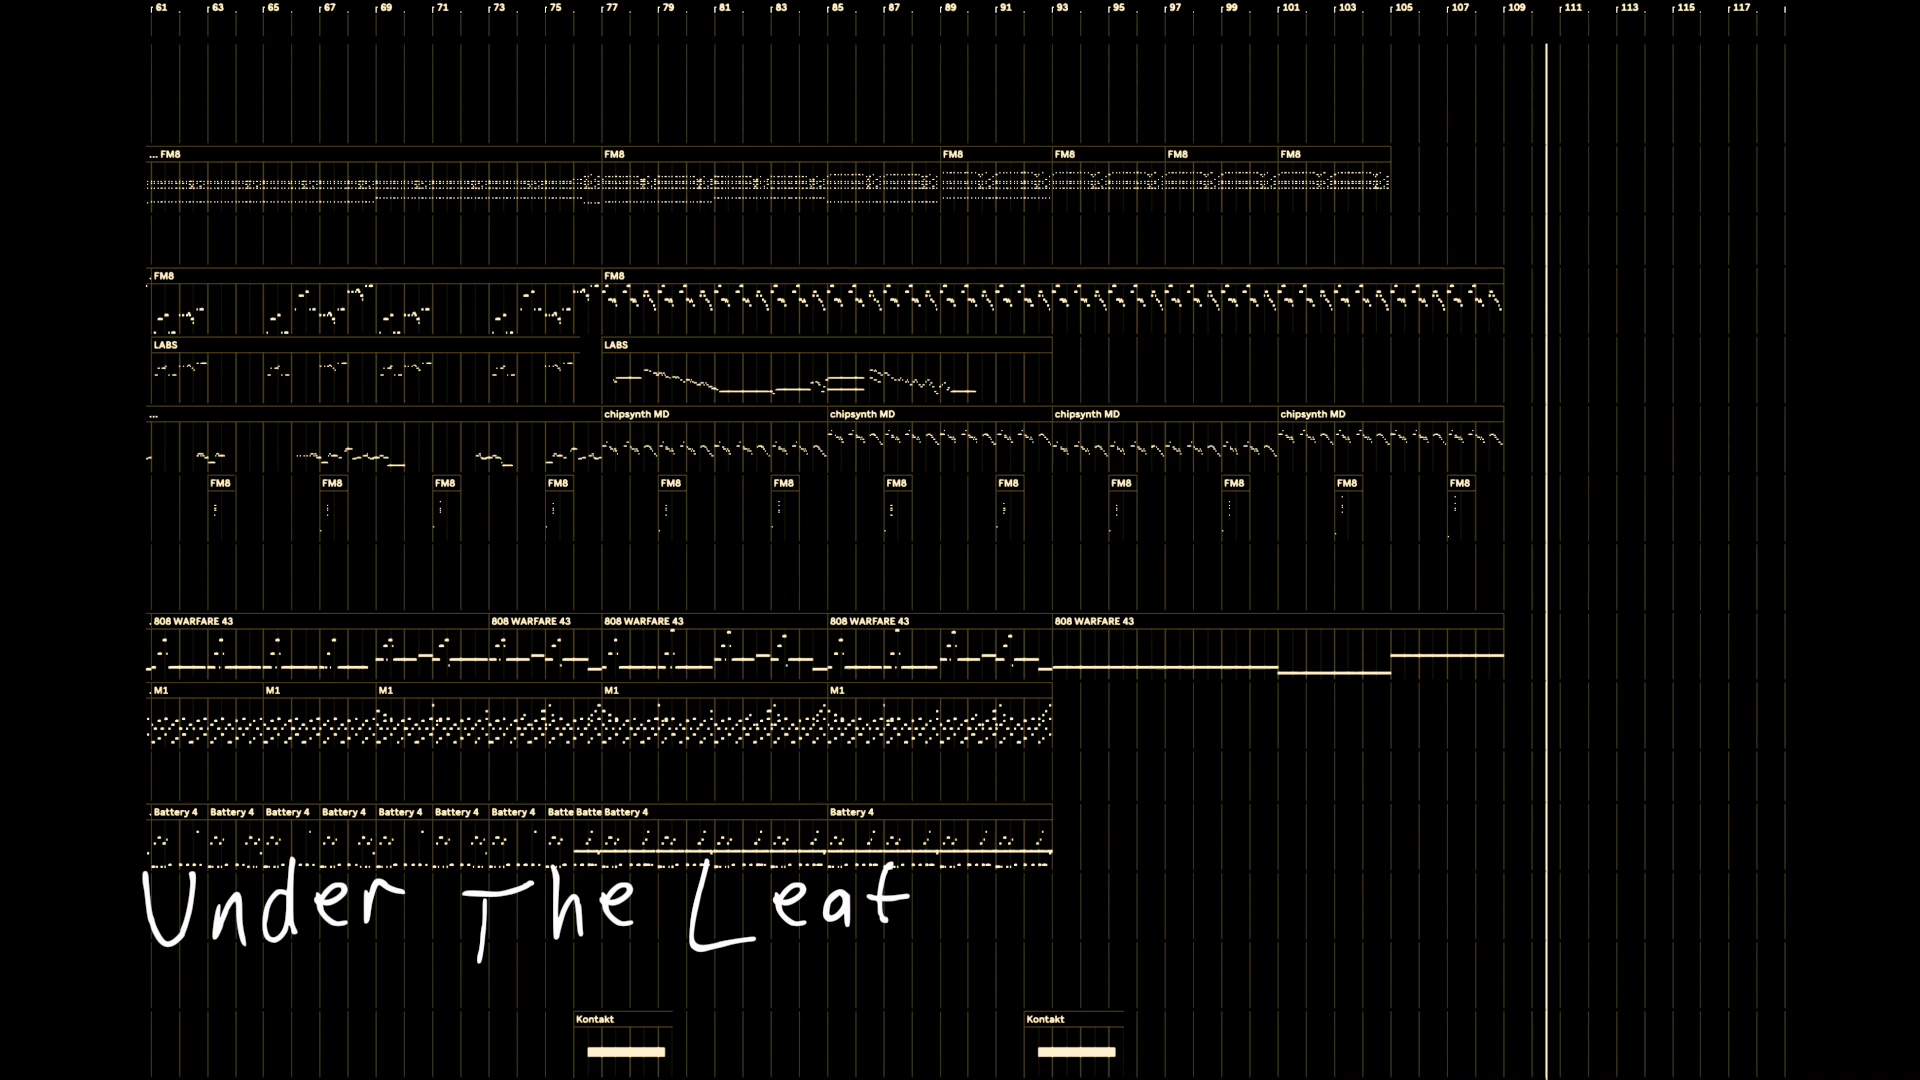 61 63 65 67 69 71 73 75 77 79 81 83 85 87 89 91 93 95 97 99 101 103 105 107 109 111 113 115 117
... FM8 FM8 FM8 FM8 FM8 FM8
. FM8 FM8
LABS LABS
... chipsynth MD chipsynth MD chipsynth MD chipsynth MD
FM8 FM8 FM8 FM8 FM8 FM8 FM8 FM8 FM8 FM8 FM8 FM8
. 808 WARFARE 43 808 WARFARE 43 808 WARFARE 43 808 WARFARE 43 808 WARFARE 43
. M1 M1 M1 M1 M1
. Battery 4 Battery 4 Battery 4 Battery 4 Battery 4 Battery 4 Battery 4 Batte Batte Battery 4 Battery 4
Under The Leaf
Kontakt Kontakt